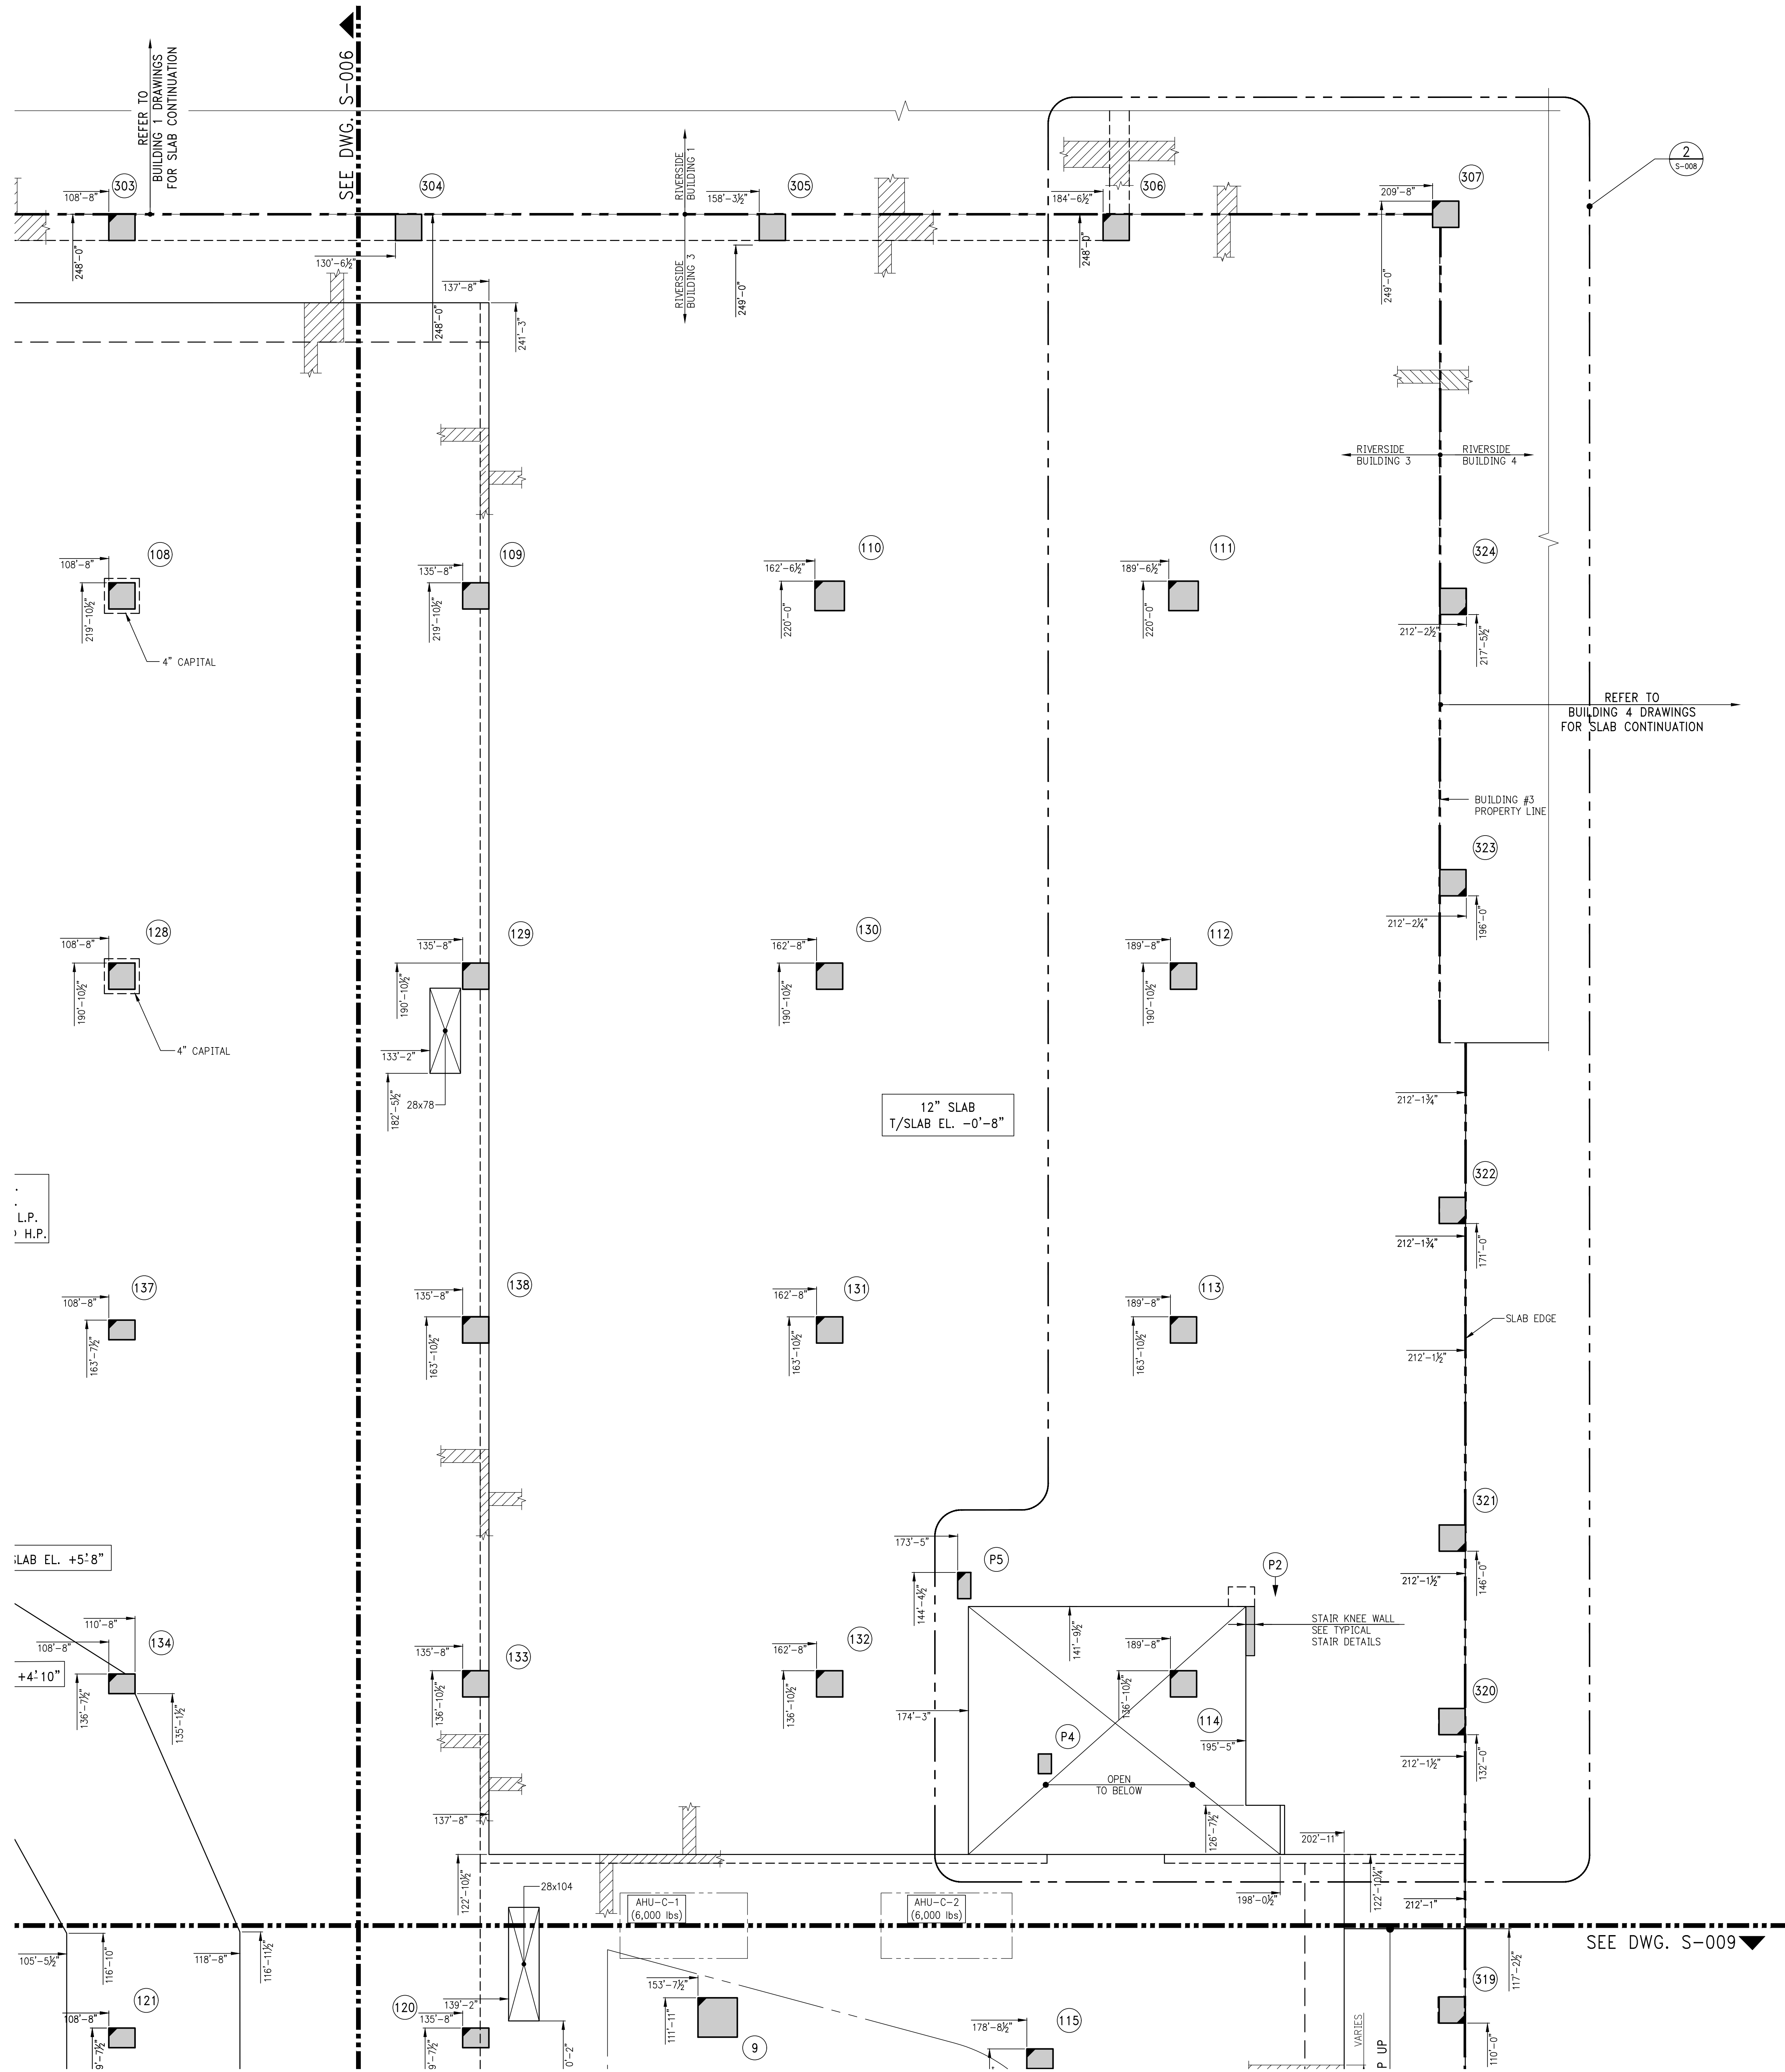 REFER TO
BUILDING 1 DRAWINGS
FOR SLAB CONTINUATION
SEE DWG. S-006
2
S-008
303
108'-8"
248'-0"
304
130'-6½"
248'-0"
137'-8"
241'-3"
RIVERSIDE
BUILDING 1
RIVERSIDE
BUILDING 3
305
158'-3½"
249'-0"
306
184'-6½"
248'-0"
307
209'-8"
249'-0"
RIVERSIDE
BUILDING 3
RIVERSIDE
BUILDING 4
108
108'-8"
219'-10½"
4" CAPITAL
109
135'-8"
219'-10½"
110
162'-6½"
220'-0"
111
189'-6½"
220'-0"
324
212'-2½"
217'-5½"
REFER TO
BUILDING 4 DRAWINGS
FOR SLAB CONTINUATION
BUILDING #3
PROPERTY LINE
323
212'-2¼"
196'-0"
128
108'-8"
190'-10½"
4" CAPITAL
129
135'-8"
190'-10½"
133'-2"
182'-5½"
28x78
130
162'-8"
190'-10½"
112
189'-8"
190'-10½"
12" SLAB
T/SLAB EL. -0'-8"
212'-1¾"
322
212'-1¾"
171'-0"
L.P.
H.P.
137
108'-8"
163'-7½"
138
135'-8"
163'-10½"
131
162'-8"
163'-10½"
113
189'-8"
163'-10½"
SLAB EDGE
212'-1½"
321
212'-1½"
146'-0"
SLAB EL. +5'-8"
173'-5"
P5
144'-4½"
P2
STAIR KNEE WALL
SEE TYPICAL
STAIR DETAILS
141'-9½"
110'-8"
108'-8"
134
+4'-10"
136'-7½"
135'-1½"
135'-8"
133
136'-10½"
162'-8"
132
136'-10½"
189'-8"
136'-10½"
114
174'-3"
P4
195'-5"
OPEN
TO BELOW
320
212'-1½"
132'-0"
137'-8"
126'-7½"
202'-11"
122'-10½"
122'-10¼"
28x104
AHU-C-1
(6,000 lbs)
AHU-C-2
(6,000 lbs)
198'-0½"
212'-1"
SEE DWG. S-009
105'-5½"
116'-10"
118'-8"
116'-11½"
117'-2½"
319
110'-0"
121
108'-8"
9'-7½"
120
139'-2"
135'-8"
9'-7½"
0'-2"
153'-7½"
111'-11"
9
178'-8½"
115
VARIES
P UP